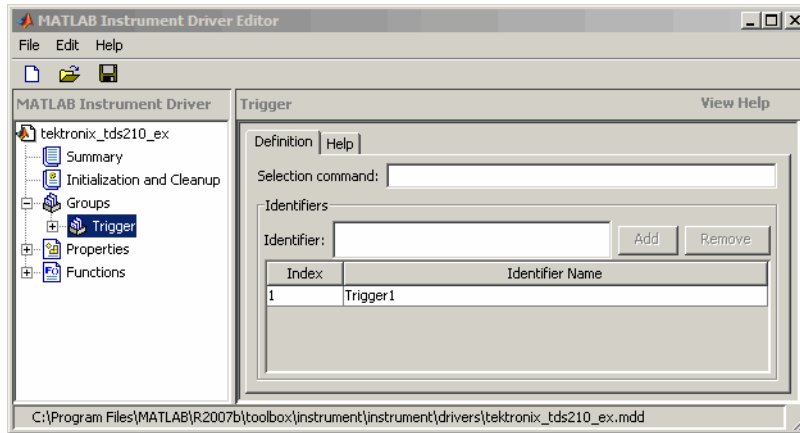 MATLAB Instrument Driver Editor
File Edit Help
MATLAB Instrument Driver
tektronix_tds210_ex
Summary
Initialization and Cleanup
Groups
Trigger
Properties
Functions
Trigger View Help
Definition Help
Selection command:
Identifiers
Identifier: Add Remove
Index Identifier Name
1 Trigger1
C:\Program Files\MATLAB\R2007b\toolbox\instrument\instrument\drivers\tektronix_tds210_ex.mdd